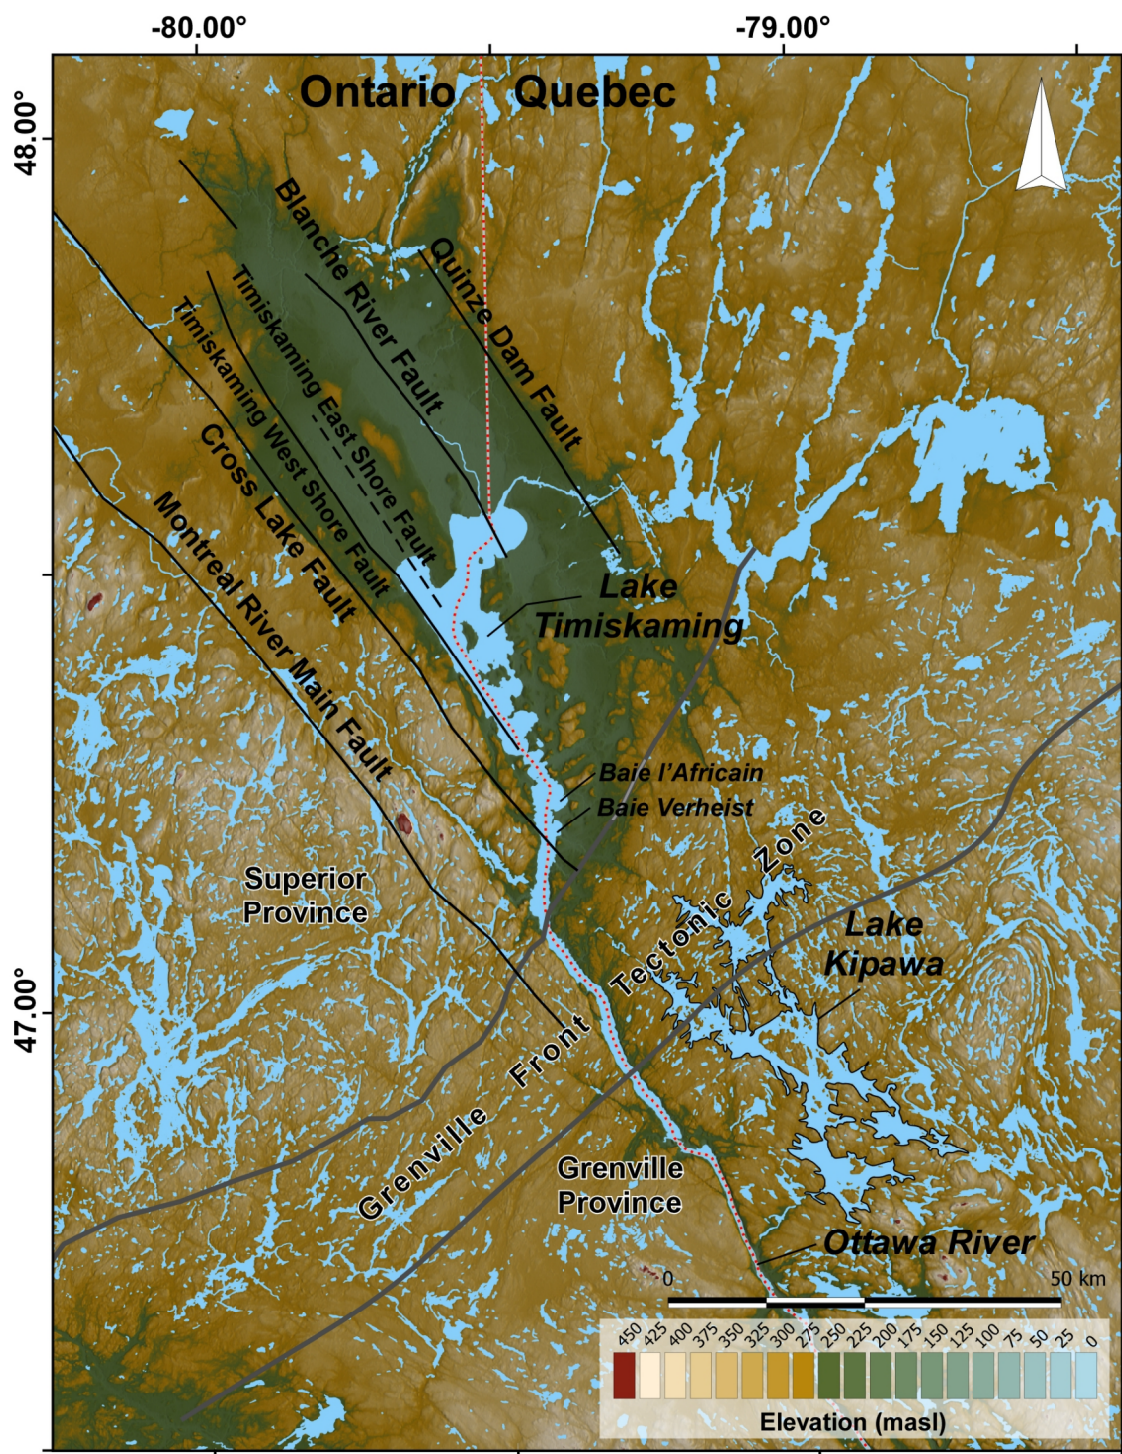 -80.00°
-79.00°
Ontario
Quebec
48.00°
Blanche River Fault
Quinze Dam Fault
Timiskaming East Shore Fault
Timiskaming West Shore Fault
Cross Lake Fault
Montreal River Main Fault
Lake
Timiskaming
Baie l'Africain
Baie Verheist
Superior
Province
Grenville Front Tectonic Zone
Lake
Kipawa
47.00°
Grenville
Province
Ottawa River
0
50 km
450 425 400 375 350 325 300 275 250 225 200 175 150 125 100 75 50 25 0
Elevation (masl)